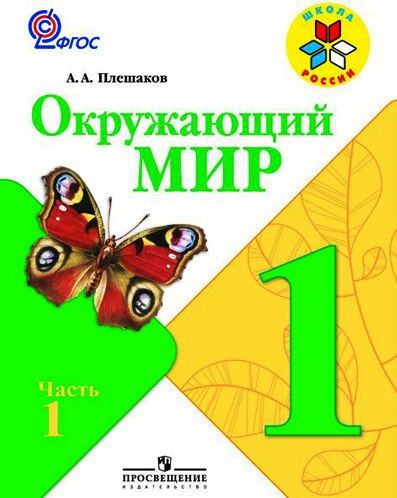 ФГОС
ШКОЛА
РОССИИ
А. А. Плешаков
Окружающий
МИР
1
Часть
1
ПРОСВЕЩЕНИЕ
ИЗДАТЕЛЬСТВО